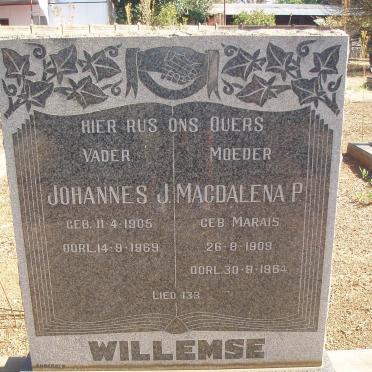 HIER RUS ONS OUERS
VADER MOEDER
JOHANNES J. MAGDALENA P.
GEB. 11-4-1905 GEB MARAIS
OORL. 14-9-1969 26-8-1909
OORL. 30-9-1964
LIED 133
WILLEMSE